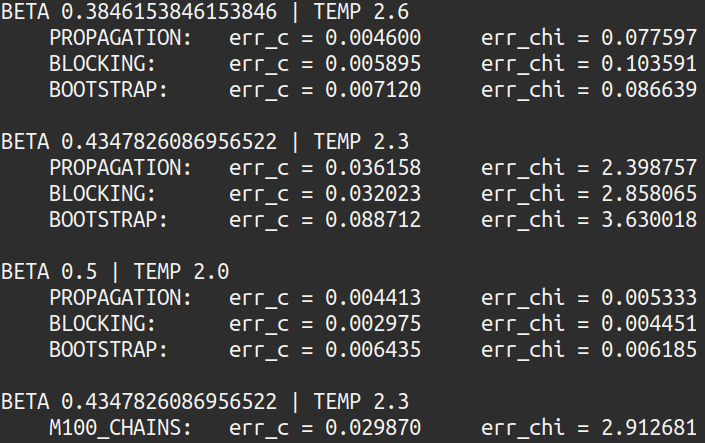 BETA 0.3846153846153846 | TEMP 2.6
PROPAGATION: err_c = 0.004600 err_chi = 0.077597
BLOCKING: err_c = 0.005895 err_chi = 0.103591
BOOTSTRAP: err_c = 0.007120 err_chi = 0.086639
BETA 0.4347826086956522 | TEMP 2.3
PROPAGATION: err_c = 0.036158 err_chi = 2.398757
BLOCKING: err_c = 0.032023 err_chi = 2.858065
BOOTSTRAP: err_c = 0.088712 err_chi = 3.630018
BETA 0.5 | TEMP 2.0
PROPAGATION: err_c = 0.004413 err_chi = 0.005333
BLOCKING: err_c = 0.002975 err_chi = 0.004451
BOOTSTRAP: err_c = 0.006435 err_chi = 0.006185
BETA 0.4347826086956522 | TEMP 2.3
M100_CHAINS: err_c = 0.029870 err_chi = 2.912681